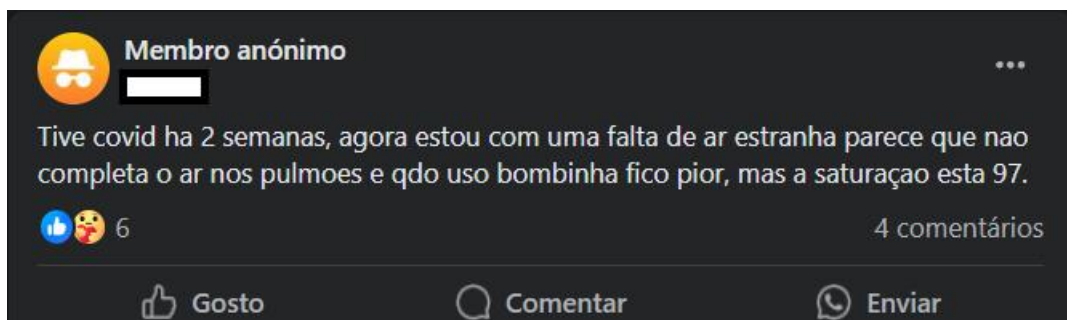 Membro anónimo
Tive covid ha 2 semanas, agora estou com uma falta de ar estranha parece que nao
completa o ar nos pulmoes e qdo uso bombinha fico pior, mas a saturaçao esta 97.
6 4 comentários
Gosto Comentar Enviar